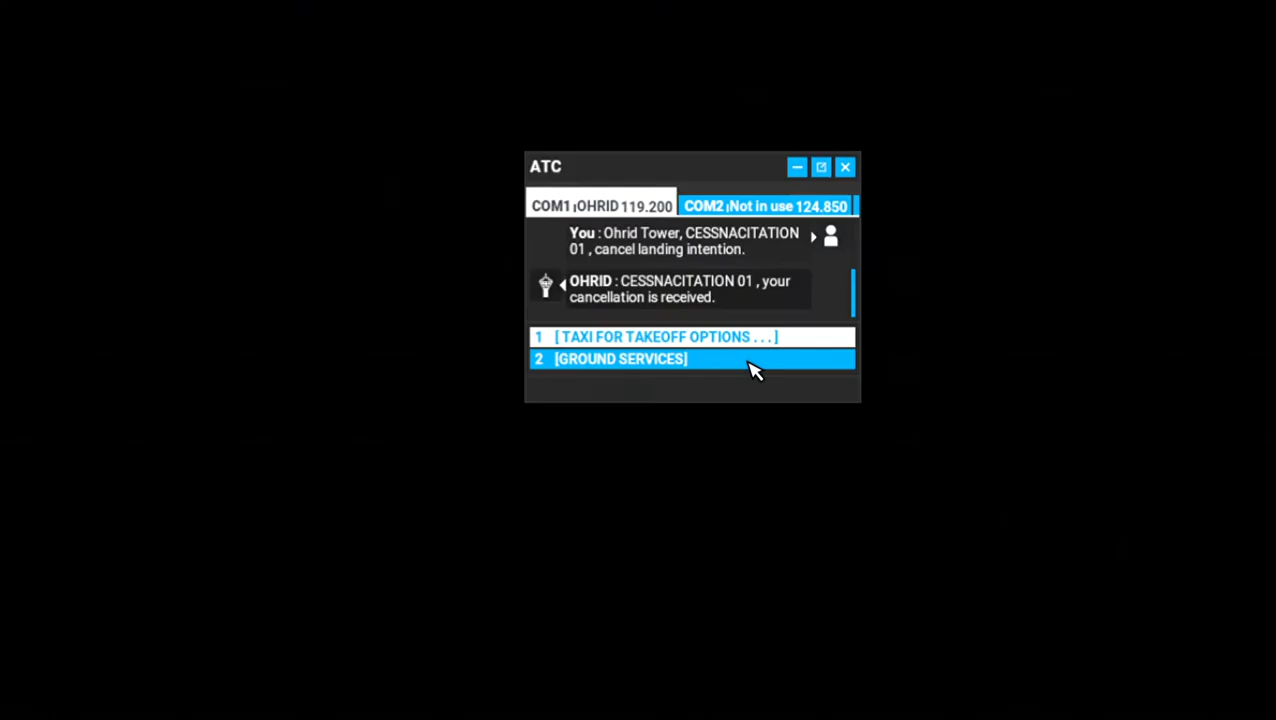 ATC
COM1 OHRID 119.200 COM2 Not in use 124.850
You : Ohrid Tower, CESSNACITATION
01 , cancel landing intention.
OHRID : CESSNACITATION 01 , your
cancellation is received.
1 [ TAXI FOR TAKEOFF OPTIONS . . . ]
2 [GROUND SERVICES]